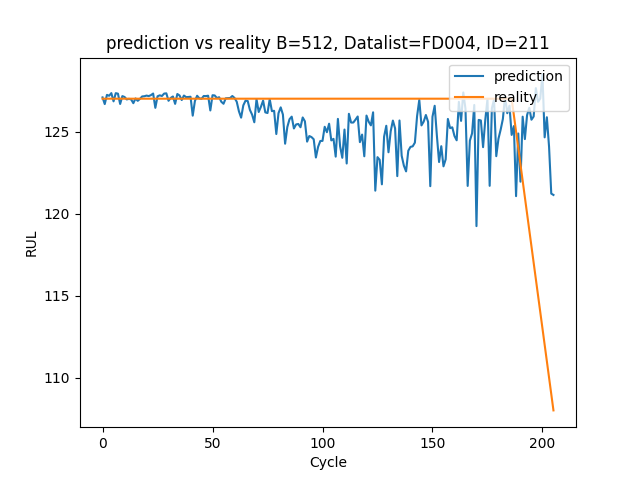 prediction vs reality B=512, Datalist=FD004, ID=211
prediction
reality
125
120
115
110
RUL
0 50 100 150 200
Cycle